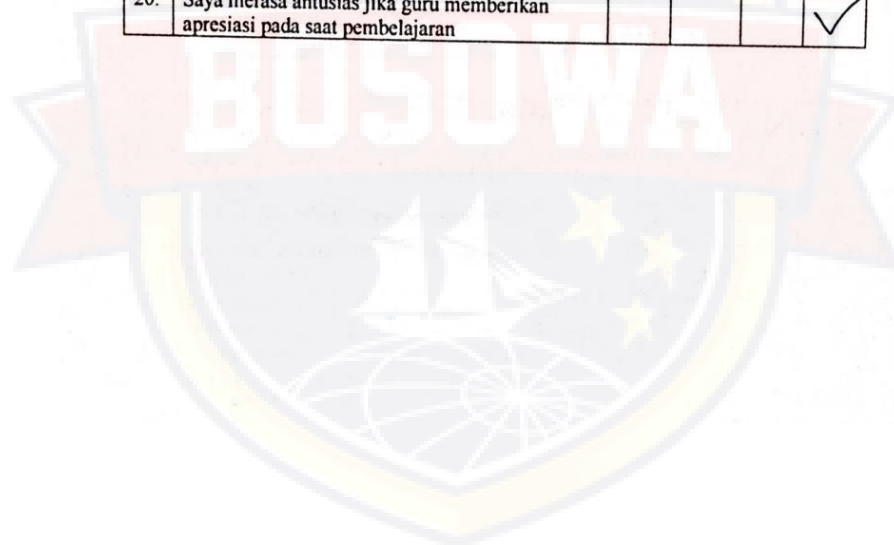 20. Saya merasa antusias jika guru memberikan
apresiasi pada saat pembelajaran ✓
BOSOWA